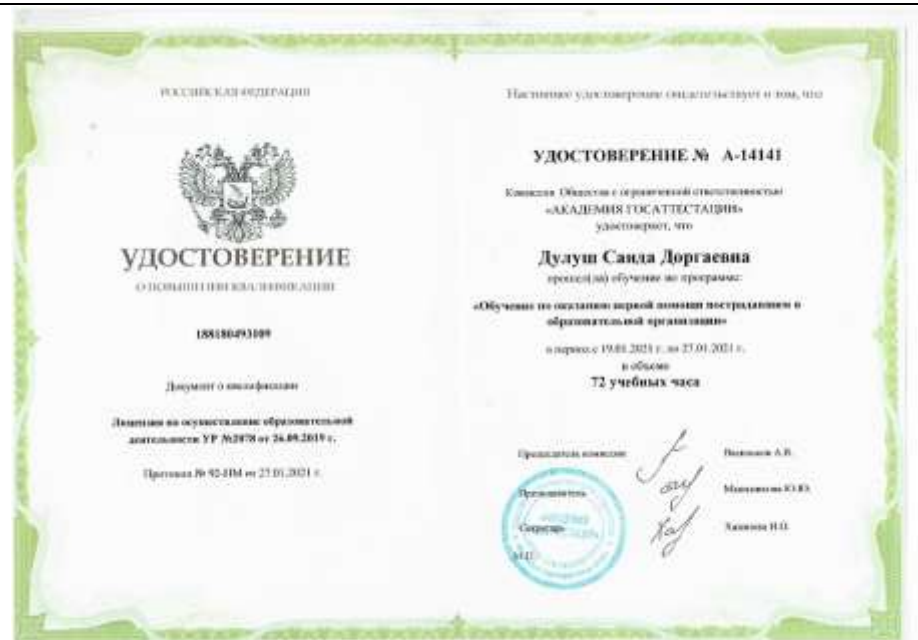 РОССИЙСКАЯ ФЕДЕРАЦИЯ
УДОСТОВЕРЕНИЕ
О ПОВЫШЕНИИ КВАЛИФИКАЦИИ
188180493109
Документ о квалификации
Лицензия на осуществление образовательной
деятельности УР №2078 от 26.09.2019 г.
Протокол № 92-ПМ от 27.01.2021 г.
Настоящее удостоверение свидетельствует о том, что
УДОСТОВЕРЕНИЕ № А-14141
Комиссия Общества с ограниченной ответственностью
«АКАДЕМИЯ ГОСАТТЕСТАЦИИ»
удостоверяет, что
Дулуш Саида Доргаевна
прошел(ла) обучение по программе:
«Обучение по оказанию первой помощи пострадавшим в
образовательной организации»
в период с 19.01.2021 г. по 27.01.2021 г.
в объеме
72 учебных часа
Председатель комиссии
А.В.
Преподаватель
Ю.Ю.
Секретарь
И.О.
М.П.